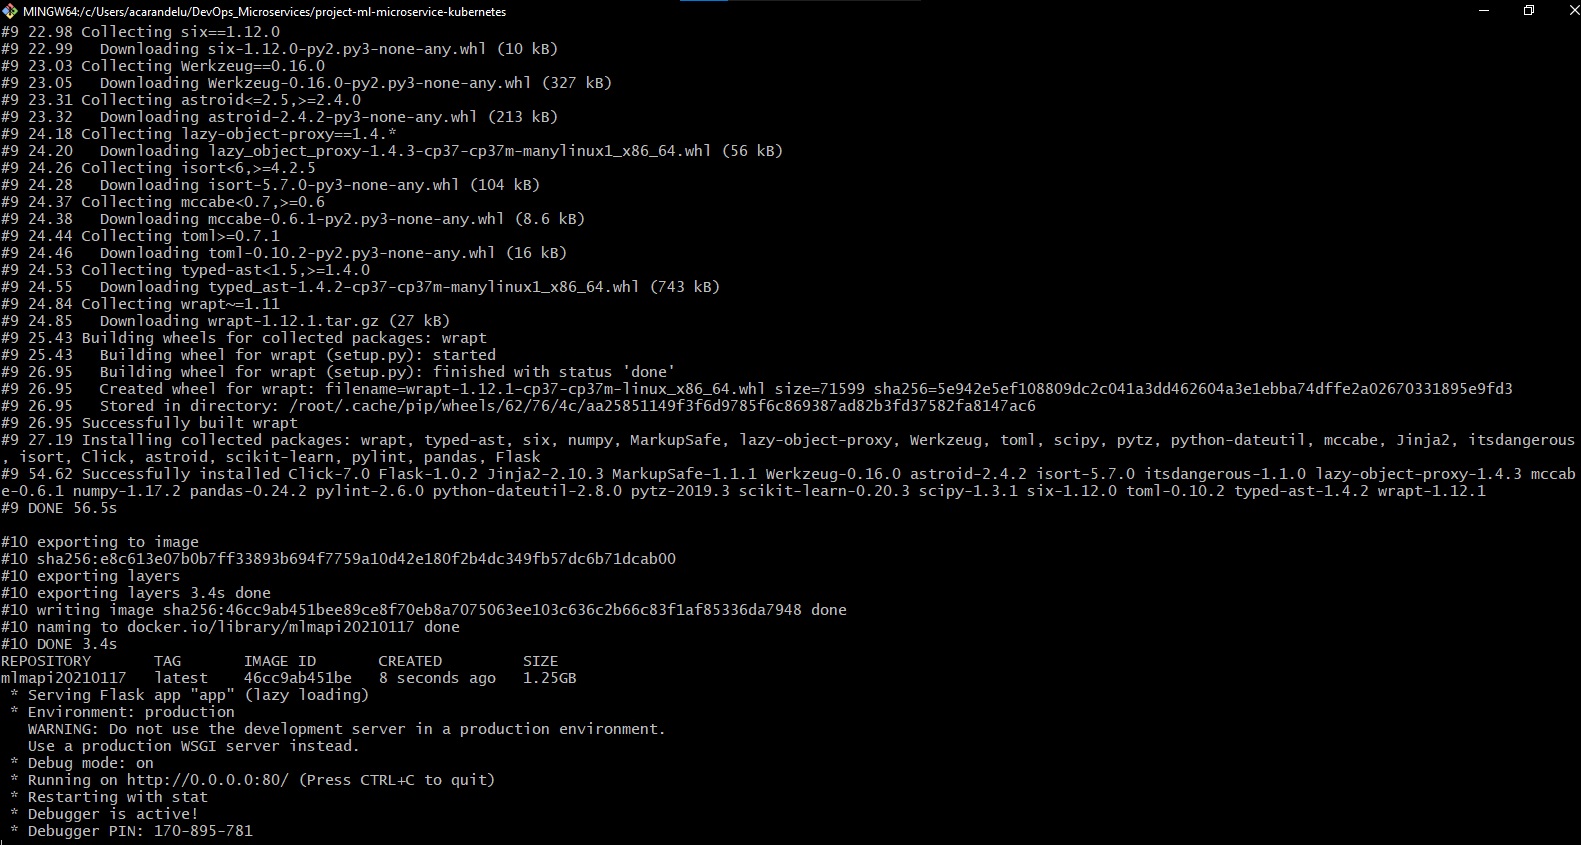 MINGW64:/c/Users/acarandelu/DevOps_Microservices/project-ml-microservice-kubernetes
#9 22.98 Collecting six==1.12.0
#9 22.99   Downloading six-1.12.0-py2.py3-none-any.whl (10 kB)
#9 23.03 Collecting Werkzeug==0.16.0
#9 23.05   Downloading Werkzeug-0.16.0-py2.py3-none-any.whl (327 kB)
#9 23.31 Collecting astroid<=2.5,>=2.4.0
#9 23.32   Downloading astroid-2.4.2-py3-none-any.whl (213 kB)
#9 24.18 Collecting lazy-object-proxy==1.4.*
#9 24.20   Downloading lazy_object_proxy-1.4.3-cp37-cp37m-manylinux1_x86_64.whl (56 kB)
#9 24.26 Collecting isort<6,>=4.2.5
#9 24.28   Downloading isort-5.7.0-py3-none-any.whl (104 kB)
#9 24.37 Collecting mccabe<0.7,>=0.6
#9 24.38   Downloading mccabe-0.6.1-py2.py3-none-any.whl (8.6 kB)
#9 24.44 Collecting toml>=0.7.1
#9 24.46   Downloading toml-0.10.2-py2.py3-none-any.whl (16 kB)
#9 24.53 Collecting typed-ast<1.5,>=1.4.0
#9 24.55   Downloading typed_ast-1.4.2-cp37-cp37m-manylinux1_x86_64.whl (743 kB)
#9 24.84 Collecting wrapt~=1.11
#9 24.85   Downloading wrapt-1.12.1.tar.gz (27 kB)
#9 25.43 Building wheels for collected packages: wrapt
#9 25.43   Building wheel for wrapt (setup.py): started
#9 26.95   Building wheel for wrapt (setup.py): finished with status 'done'
#9 26.95   Created wheel for wrapt: filename=wrapt-1.12.1-cp37-cp37m-linux_x86_64.whl size=71599 sha256=5e942e5ef108809dc2c041a3dd462604a3e1ebba74dffe2a02670331895e9fd3
#9 26.95   Stored in directory: /root/.cache/pip/wheels/62/76/4c/aa25851149f3f6d9785f6c869387ad82b3fd37582fa8147ac6
#9 26.95 Successfully built wrapt
#9 27.19 Installing collected packages: wrapt, typed-ast, six, numpy, MarkupSafe, lazy-object-proxy, Werkzeug, toml, scipy, pytz, python-dateutil, mccabe, Jinja2, itsdangerous
, isort, Click, astroid, scikit-learn, pylint, pandas, Flask
#9 54.62 Successfully installed Click-7.0 Flask-1.0.2 Jinja2-2.10.3 MarkupSafe-1.1.1 Werkzeug-0.16.0 astroid-2.4.2 isort-5.7.0 itsdangerous-1.1.0 lazy-object-proxy-1.4.3 mccab
e-0.6.1 numpy-1.17.2 pandas-0.24.2 pylint-2.6.0 python-dateutil-2.8.0 pytz-2019.3 scikit-learn-0.20.3 scipy-1.3.1 six-1.12.0 toml-0.10.2 typed-ast-1.4.2 wrapt-1.12.1
#9 DONE 56.5s
#10 exporting to image
#10 sha256:e8c613e07b0b7ff33893b694f7759a10d42e180f2b4dc349fb57dc6b71dcab00
#10 exporting layers
#10 exporting layers 3.4s done
#10 writing image sha256:46cc9ab451bee89ce8f70eb8a7075063ee103c636c2b66c83f1af85336da7948 done
#10 naming to docker.io/library/mlmapi20210117 done
#10 DONE 3.4s
REPOSITORY       TAG       IMAGE ID       CREATED         SIZE
mlmapi20210117   latest    46cc9ab451be   8 seconds ago   1.25GB
 * Serving Flask app "app" (lazy loading)
 * Environment: production
   WARNING: Do not use the development server in a production environment.
   Use a production WSGI server instead.
 * Debug mode: on
 * Running on http://0.0.0.0:80/ (Press CTRL+C to quit)
 * Restarting with stat
 * Debugger is active!
 * Debugger PIN: 170-895-781